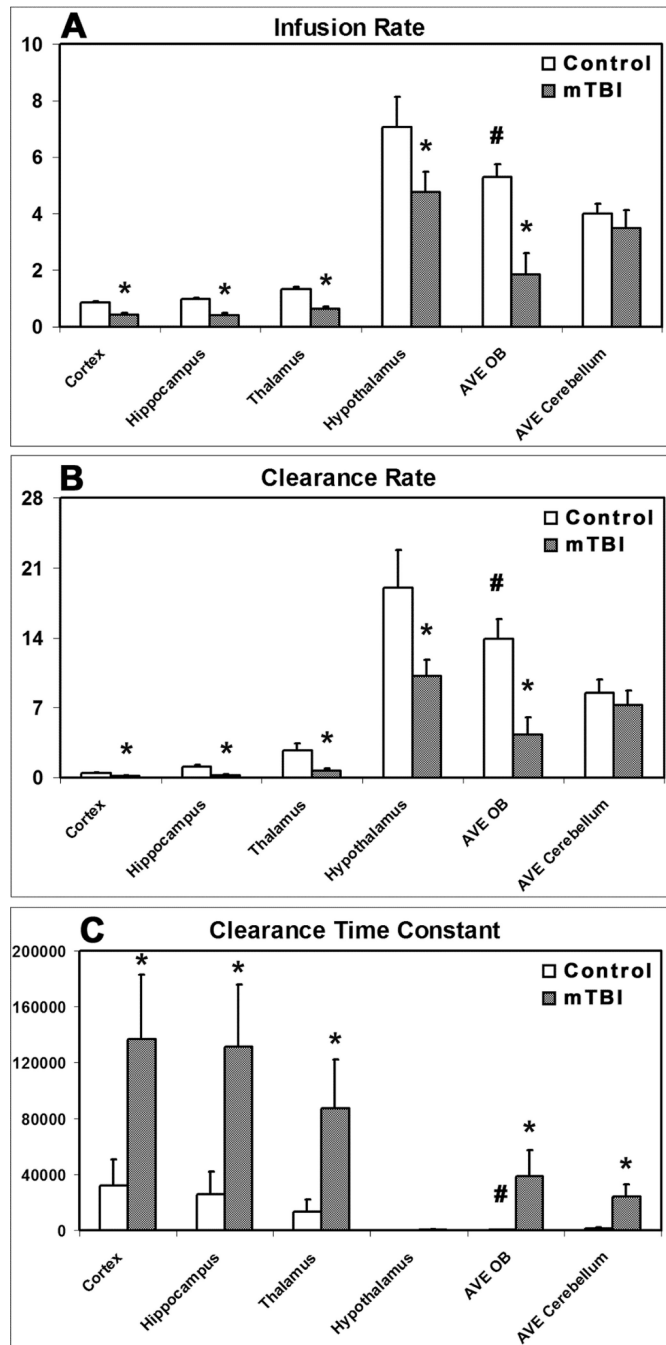 A
Infusion Rate
10
8
6
4
2
0
Control
mTBI
*
*
*
*
#
*
Cortex
Hippocampus
Thalamus
Hypothalamus
AVE OB
AVE Cerebellum
B
Clearance Rate
28
21
14
7
0
Control
mTBI
*
*
*
*
#
*
Cortex
Hippocampus
Thalamus
Hypothalamus
AVE OB
AVE Cerebellum
C
Clearance Time Constant
200000
160000
120000
80000
40000
0
Control
mTBI
*
*
*
#
*
*
Cortex
Hippocampus
Thalamus
Hypothalamus
AVE OB
AVE Cerebellum